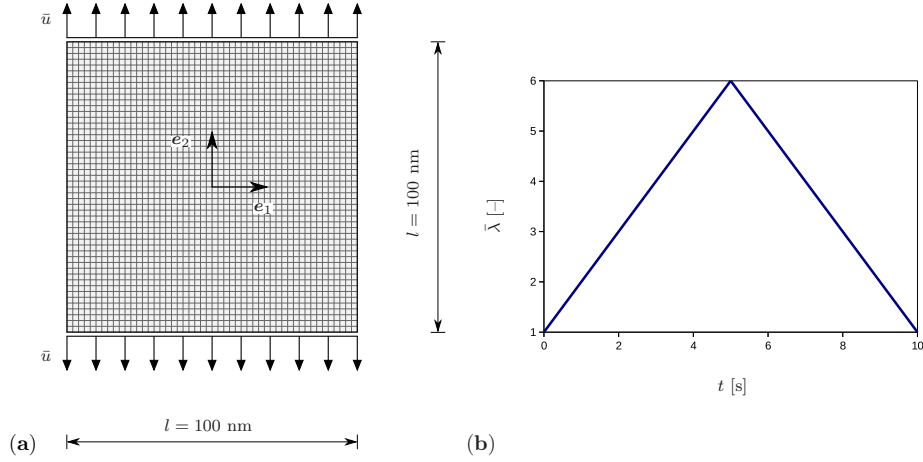 ū
e₂
e₁
ū
l = 100 nm
l = 100 nm
(a)
6
5
4
3
2
1
λ̄ [–]
0 2 4 6 8 10
t [s]
(b)